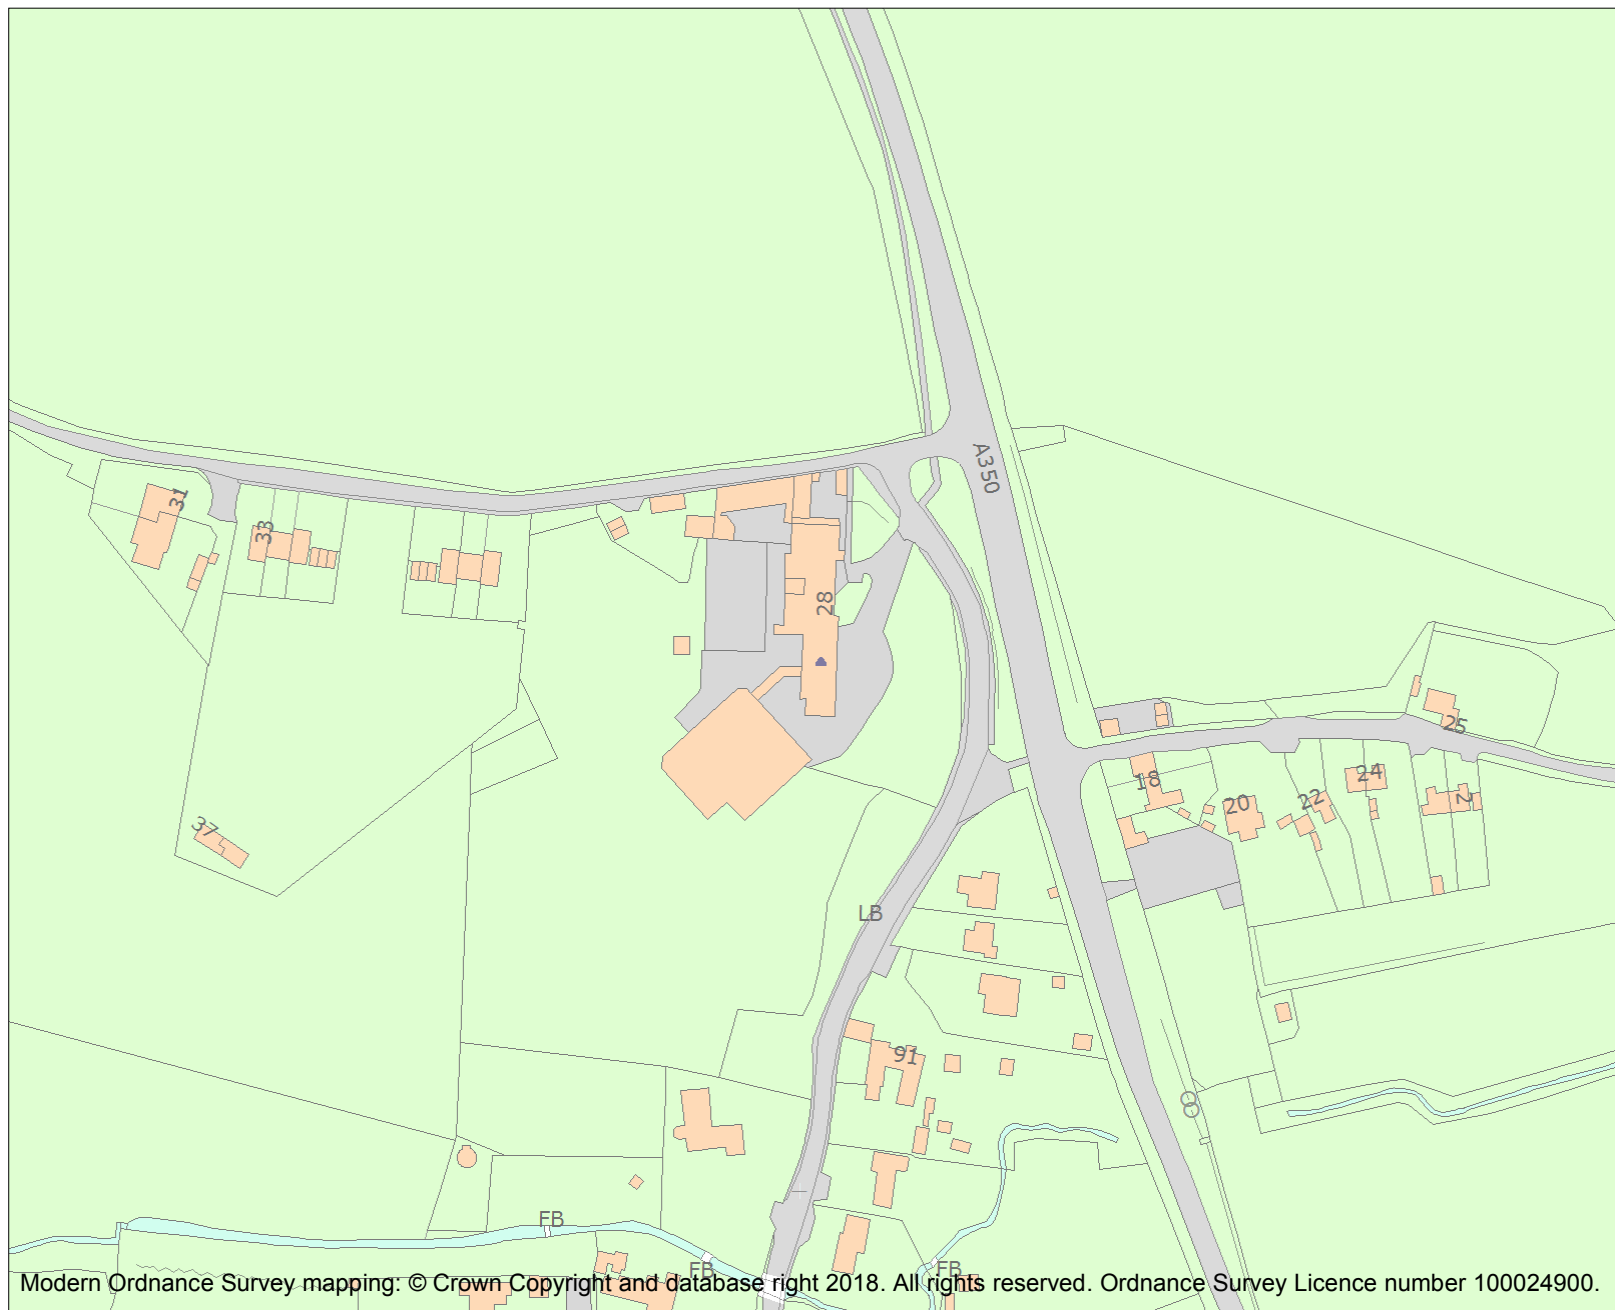 A350
31
33
28
25
18
24
20
22
2
37
LB
91
FB
FB
FB
Modern Ordnance Survey mapping: © Crown Copyright and database right 2018. All rights reserved. Ordnance Survey Licence number 100024900.